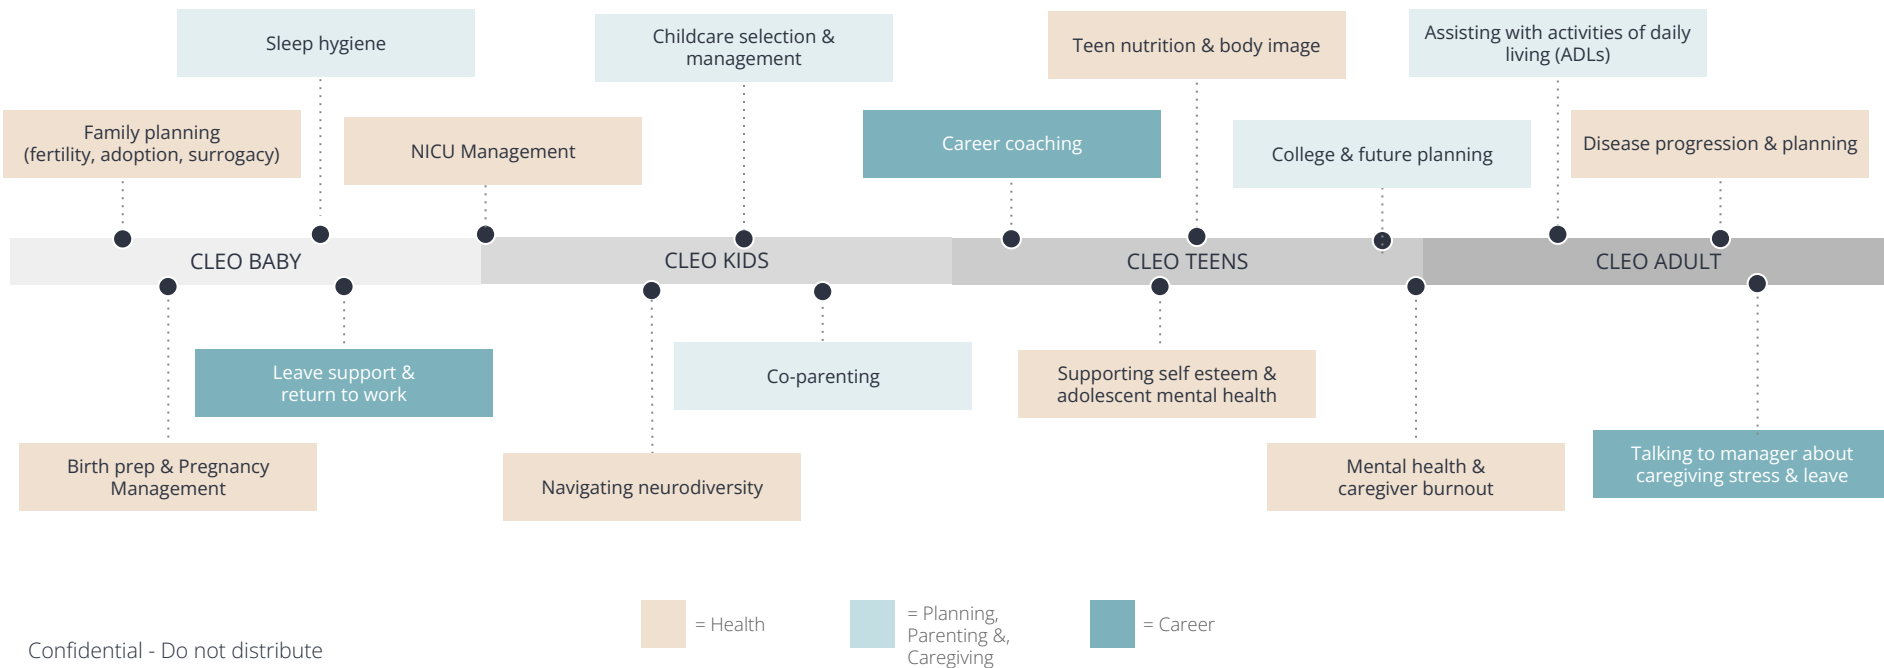 Sleep hygiene
Childcare selection &
management
Teen nutrition & body image
Assisting with activities of daily
living (ADLs)
Family planning
(fertility, adoption, surrogacy)
NICU Management
Career coaching
College & future planning
Disease progression & planning
CLEO BABY
CLEO KIDS
CLEO TEENS
CLEO ADULT
Leave support &
return to work
Co-parenting
Supporting self esteem &
adolescent mental health
Birth prep & Pregnancy
Management
Navigating neurodiversity
Mental health &
caregiver burnout
Talking to manager about
caregiving stress & leave
= Health
= Planning,
Parenting &,
Caregiving
= Career
Confidential - Do not distribute